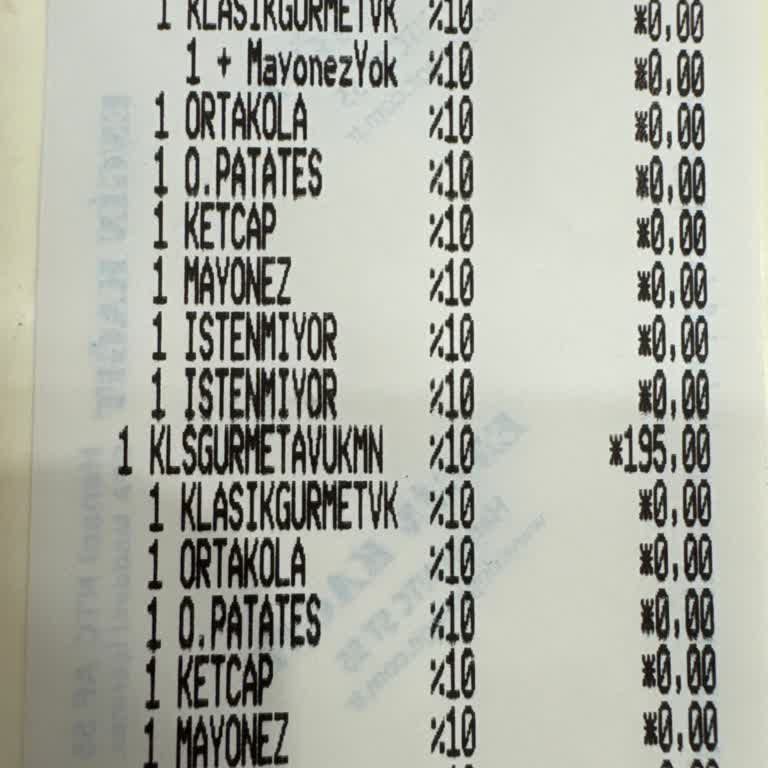 1 KLASIKGURMETVK %10 *0,00
1 + MayonezYok %10 *0,00
1 ORTAKOLA %10 *0,00
1 O.PATATES %10 *0,00
1 KETCAP %10 *0,00
1 MAYONEZ %10 *0,00
1 ISTENMIYOR %10 *0,00
1 ISTENMIYOR %10 *0,00
1 KLSGURMETAVUKMN %10 *195,00
1 KLASIKGURMETVK %10 *0,00
1 ORTAKOLA %10 *0,00
1 O.PATATES %10 *0,00
1 KETCAP %10 *0,00
1 MAYONEZ %10 *0,00